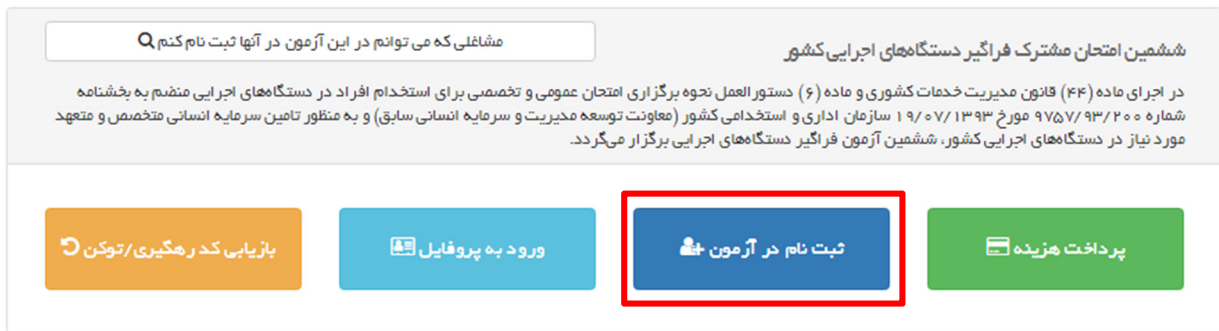 مشاغلی که می توانم در این آزمون در آنها ثبت نام کنم
ششمین امتحان مشترک فراگیر دستگاه‌های اجرایی کشور
در اجرای ماده (۴۴) قانون مدیریت خدمات کشوری و ماده (۶) دستورالعمل نحوه برگزاری امتحان عمومی و تخصصی برای استخدام افراد در دستگاه‌های اجرایی منضم به بخشنامه
شماره ۹۷۵۷/۹۳/۲۰۰ مورخ ۱۹/۰۷/۱۳۹۳ سازمان اداری و استخدامی کشور (معاونت توسعه مدیریت و سرمایه انسانی سابق) و به منظور تامین سرمایه انسانی متخصص و متعهد
مورد نیاز در دستگاه‌های اجرایی کشور، ششمین آزمون فراگیر دستگاه‌های اجرایی برگزار می‌گردد.
پرداخت هزینه
ثبت نام در آزمون
ورود به پروفایل
بازیابی کد رهگیری/توکن